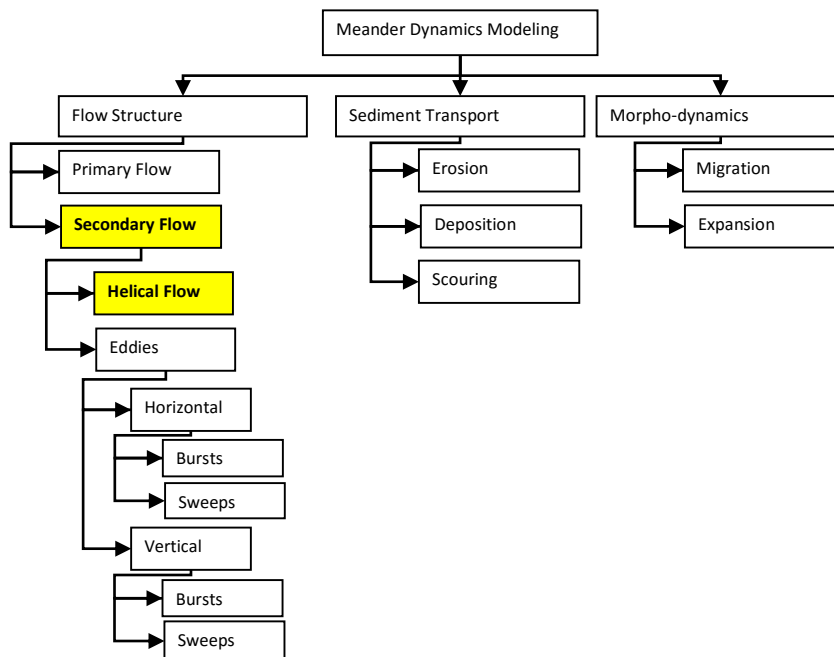 Meander Dynamics Modeling
Flow Structure
Sediment Transport
Morpho-dynamics
Primary Flow
Secondary Flow
Helical Flow
Eddies
Horizontal
Bursts
Sweeps
Vertical
Bursts
Sweeps
Erosion
Deposition
Scouring
Migration
Expansion